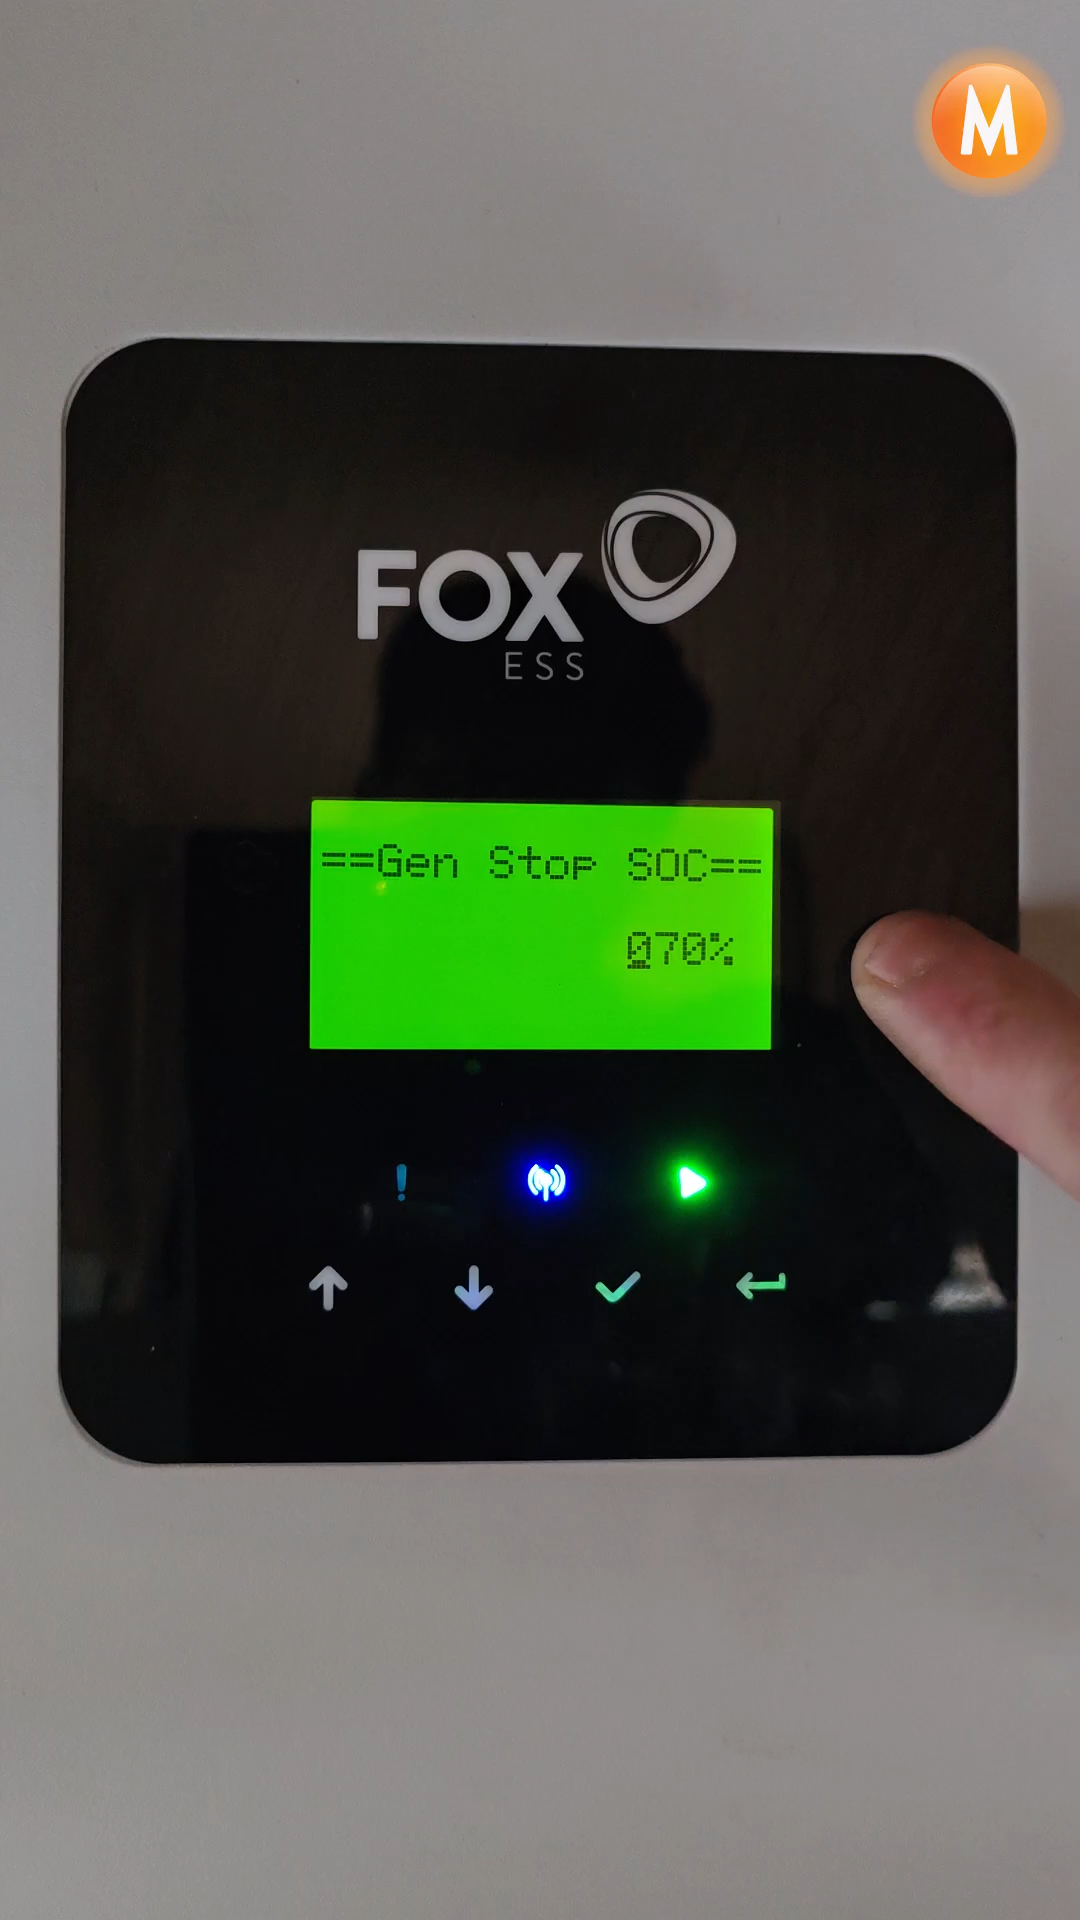 M
FOX
ESS
==Gen Stop SOC==
070%